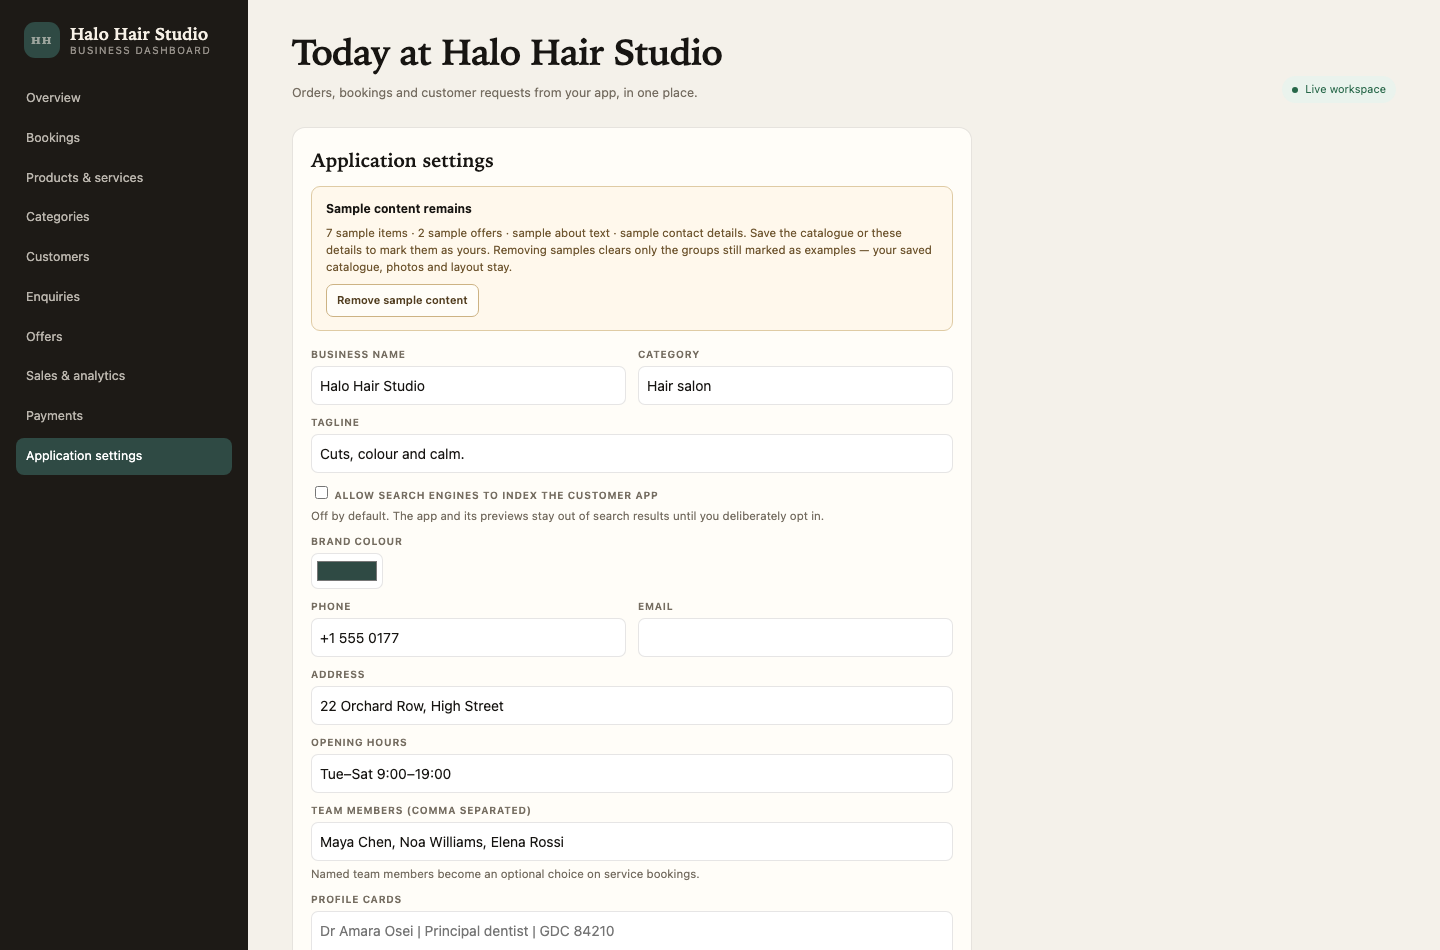 HH
Halo Hair Studio
BUSINESS DASHBOARD
Overview
Bookings
Products & services
Categories
Customers
Enquiries
Offers
Sales & analytics
Payments
Application settings
Today at Halo Hair Studio
Orders, bookings and customer requests from your app, in one place.
Live workspace
Application settings
Sample content remains
7 sample items · 2 sample offers · sample about text · sample contact details. Save the catalogue or these
details to mark them as yours. Removing samples clears only the groups still marked as examples — your saved
catalogue, photos and layout stay.
Remove sample content
BUSINESS NAME
CATEGORY
Halo Hair Studio
Hair salon
TAGLINE
Cuts, colour and calm.
ALLOW SEARCH ENGINES TO INDEX THE CUSTOMER APP
Off by default. The app and its previews stay out of search results until you deliberately opt in.
BRAND COLOUR
PHONE
EMAIL
+1 555 0177
ADDRESS
22 Orchard Row, High Street
OPENING HOURS
Tue–Sat 9:00–19:00
TEAM MEMBERS (COMMA SEPARATED)
Maya Chen, Noa Williams, Elena Rossi
Named team members become an optional choice on service bookings.
PROFILE CARDS
Dr Amara Osei | Principal dentist | GDC 84210